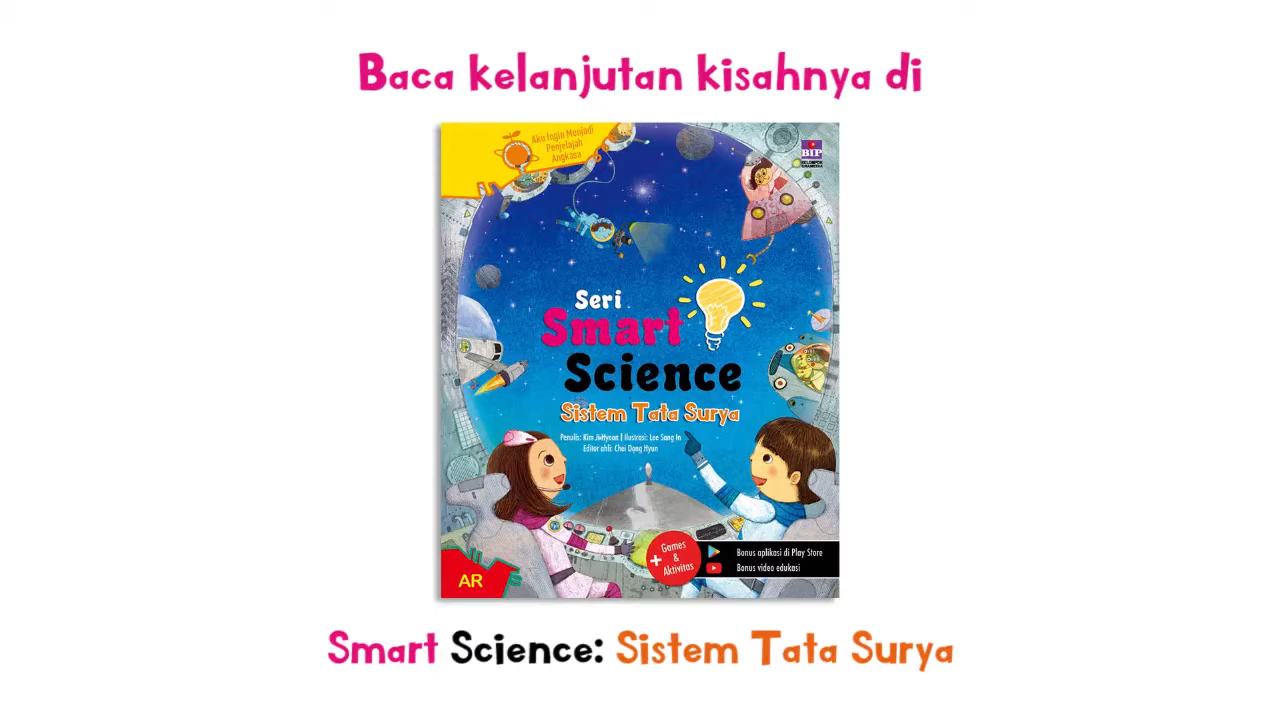 Baca kelanjutan kisahnya di
Aku Ingin Menjadi
Penjelajah
Angkasa
BIP
KELOMPOK
GRAMEDIA
Seri
Smart
Science
Sistem Tata Surya
Penulis: Kim JiHyeon | Ilustrasi: Lee Sang In
Editor ahli: Choi Dong Hyun
+ Games
&
Aktivitas
Bonus aplikasi di Play Store
Bonus video edukasi
AR
Smart Science: Sistem Tata Surya